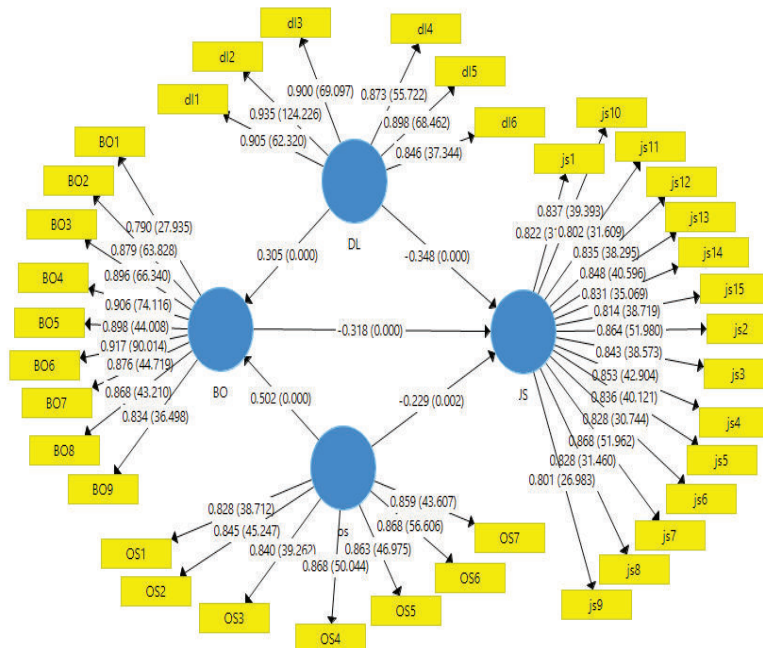 dl3
dl4
dl2
dl5
dl1
dl6
0.900 (69.097)
0.873 (55.722)
0.935 (124.226)
0.898 (68.462)
0.905 (62.320)
0.846 (37.344)
DL
js10
js1
js11
js12
js13
js14
js15
js2
js3
js4
js5
js6
js7
js8
js9
0.837 (39.393)
0.822
0.802 (31.609)
0.835 (38.295)
0.848 (40.596)
0.831 (35.069)
0.814 (38.719)
0.864 (51.980)
0.843 (38.573)
0.853 (42.904)
0.836 (40.121)
0.828 (30.744)
0.868 (51.962)
0.828 (31.460)
0.801 (26.983)
JS
BO1
BO2
BO3
BO4
BO5
BO6
BO7
BO8
BO9
0.790 (27.935)
0.879 (63.828)
0.896 (66.340)
0.906 (74.116)
0.898 (44.008)
0.917 (90.014)
0.876 (44.719)
0.868 (43.210)
0.834 (36.498)
BO
0.305 (0.000)
-0.348 (0.000)
-0.318 (0.000)
0.502 (0.000)
-0.229 (0.002)
os
0.828 (38.712)
0.845 (45.247)
0.840 (39.262)
0.868 (50.044)
0.863 (46.975)
0.868 (56.606)
0.859 (43.607)
OS1
OS2
OS3
OS4
OS5
OS6
OS7